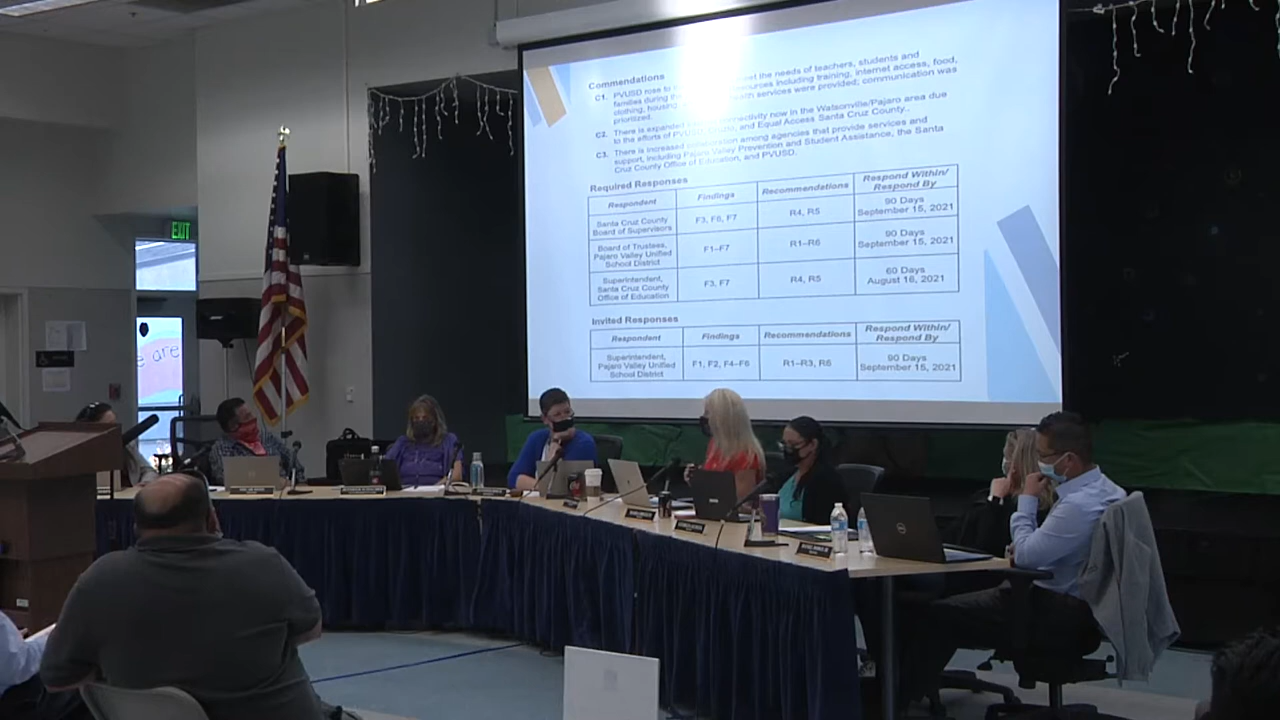 Commendations
C1. PVUSD rose to meet the needs of teachers, students and
families during the resources including training, internet access, food,
clothing, housing health services were provided; communication was
prioritized.
C2. There is expanded connectivity now in the Watsonville/Pajaro area due
to the efforts of PVUSD, and Equal Access Santa Cruz County.
C3. There is increased collaboration among agencies that provide services and
support, including Pajaro Valley Prevention and Student Assistance, the Santa
Cruz County Office of Education, and PVUSD.
Required Responses
Respondent Findings Recommendations Respond Within/
Respond By
Santa Cruz County
Board of Supervisors F3, F6, F7 R4, R5 90 Days
September 15, 2021
Board of Trustees,
Pajaro Valley Unified
School District F1–F7 R1–R6 90 Days
September 15, 2021
Superintendent,
Santa Cruz County
Office of Education F3, F7 R4, R5 60 Days
August 16, 2021
Invited Responses
Respondent Findings Recommendations Respond Within/
Respond By
Superintendent,
Pajaro Valley Unified
School District F1, F2, F4–F6 R1–R3, R6 90 Days
September 15, 2021
EXIT
e are
DELL